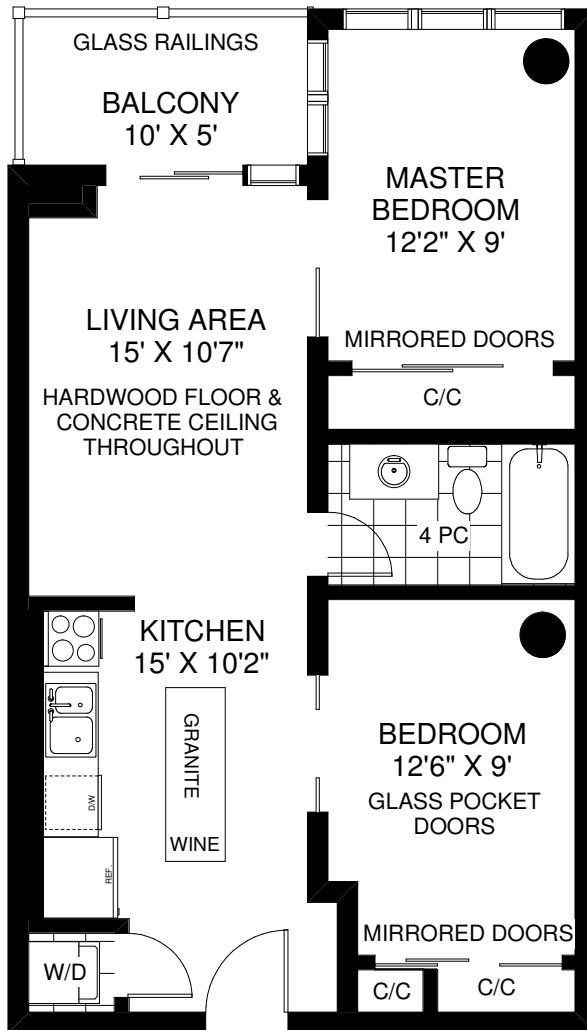 GLASS RAILINGS
BALCONY
10' X 5'
MASTER
BEDROOM
12'2" X 9'
LIVING AREA
15' X 10'7"
MIRRORED DOORS
HARDWOOD FLOOR &
CONCRETE CEILING
THROUGHOUT
C/C
4 PC
KITCHEN
15' X 10'2"
GRANITE
WINE
BEDROOM
12'6" X 9'
GLASS POCKET
DOORS
D/W
REF.
MIRRORED DOORS
W/D
C/C
C/C